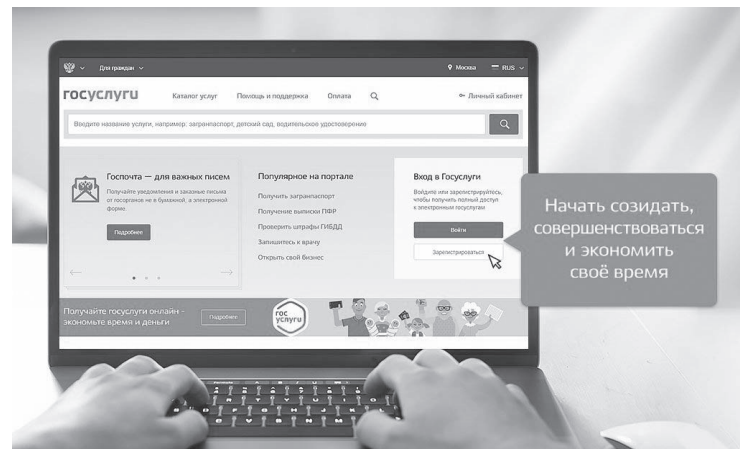 Для граждан
Москва
RUS
госуслуги
Каталог услуг
Помощь и поддержка
Оплата
Личный кабинет
Введите название услуги, например: загранпаспорт, детский сад, водительское удостоверение
Госпочта — для важных писем
Получайте уведомления и заказные письма
от госорганов не в бумажной, а электронной
форме
Подробнее
Популярное на портале
Получить загранпаспорт
Получение выписки ПФР
Проверить штрафы ГИБДД
Запишитесь к врачу
Открыть свой бизнес
Вход в Госуслуги
Войдите или зарегистрируйтесь,
чтобы получить полный доступ
к электронным госуслугам
Войти
Зарегистрироваться
Начать созидать,
совершенствоваться
и экономить
своё время
Получайте госуслуги онлайн -
экономьте время и деньги
Подробнее
гос
услуги